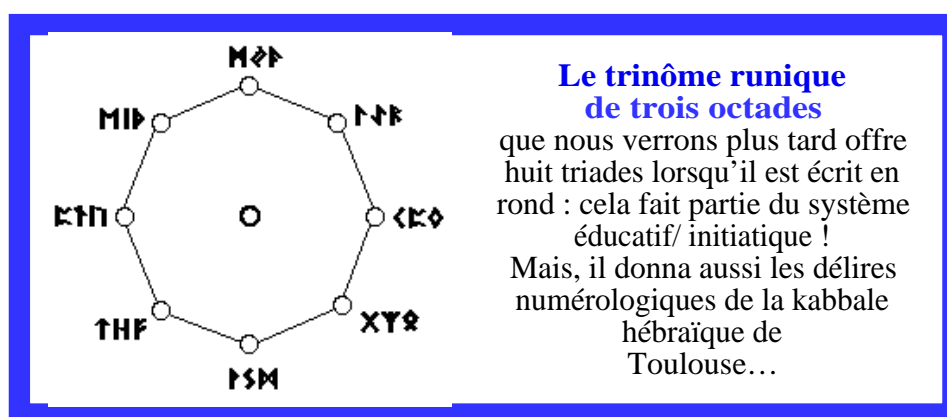 ᛏᚺᚠ
Le trinôme runique
de trois octades
que nous verrons plus tard offre
huit triades lorsqu’il est écrit en
rond : cela fait partie du système
éducatif/ initiatique !
Mais, il donna aussi les délires
numérologiques de la kabbale
hébraïque de
Toulouse…